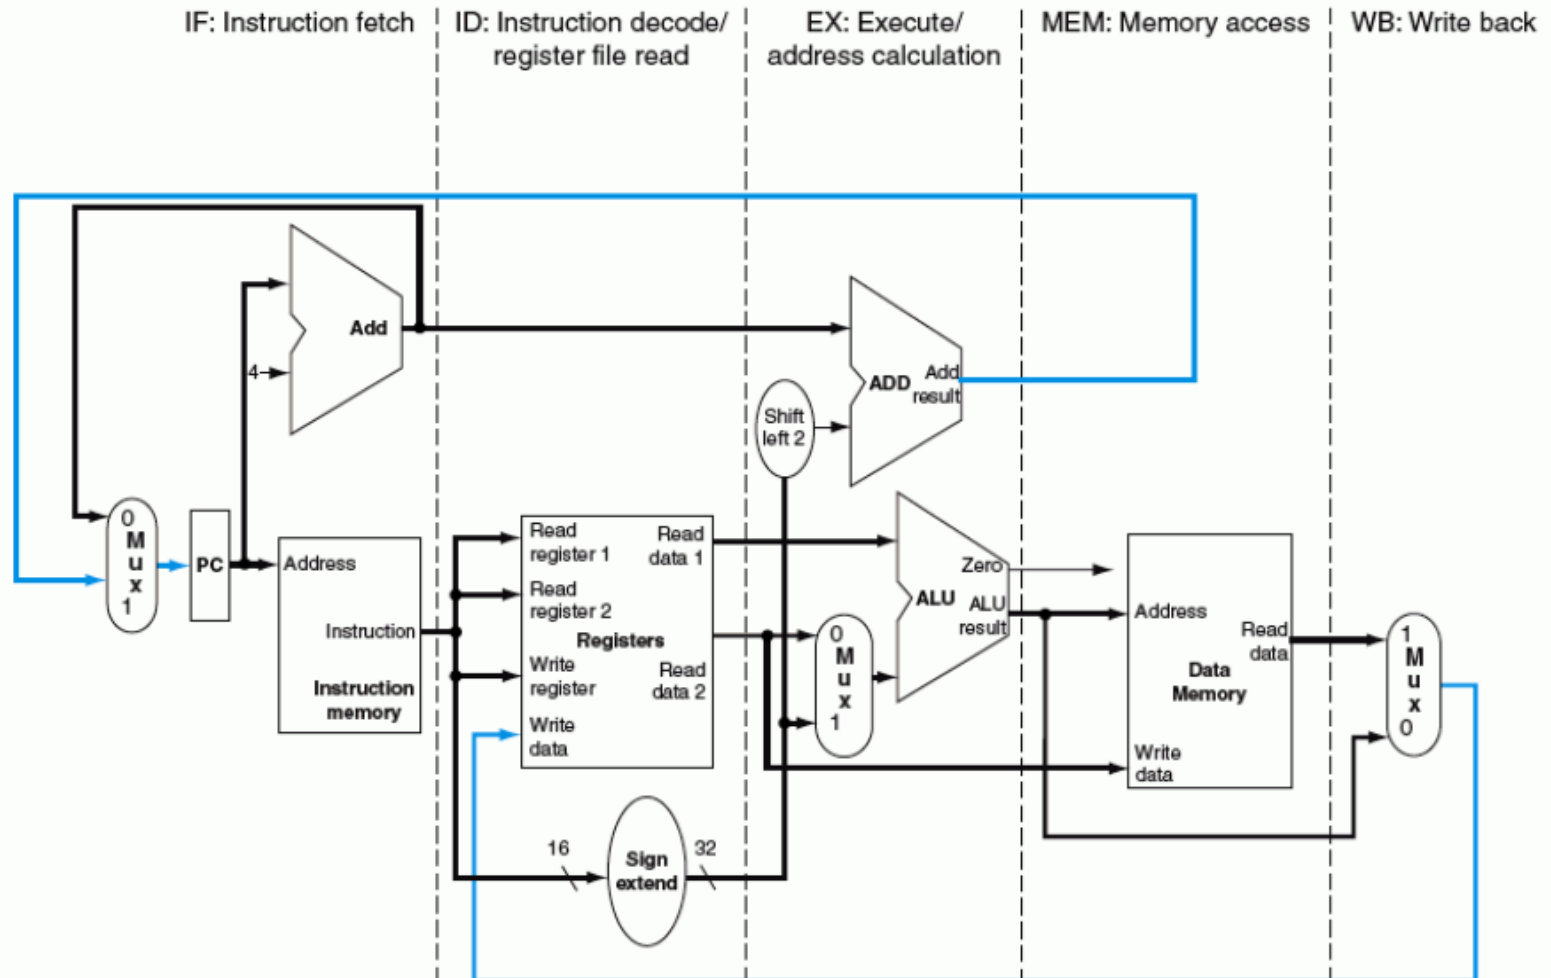 IF: Instruction fetch
ID: Instruction decode/
register file read
EX: Execute/
address calculation
MEM: Memory access
WB: Write back
Add
4
ADD
Add
result
Shift
left 2
0
M
u
x
1
PC
Address
Instruction
Instruction
memory
Read
register 1
Read
register 2
Write
register
Write
data
Registers
Read
data 1
Read
data 2
16
Sign
extend
32
0
M
u
x
1
Zero
ALU
ALU
result
Address
Read
data
Data
Memory
Write
data
1
M
u
x
0